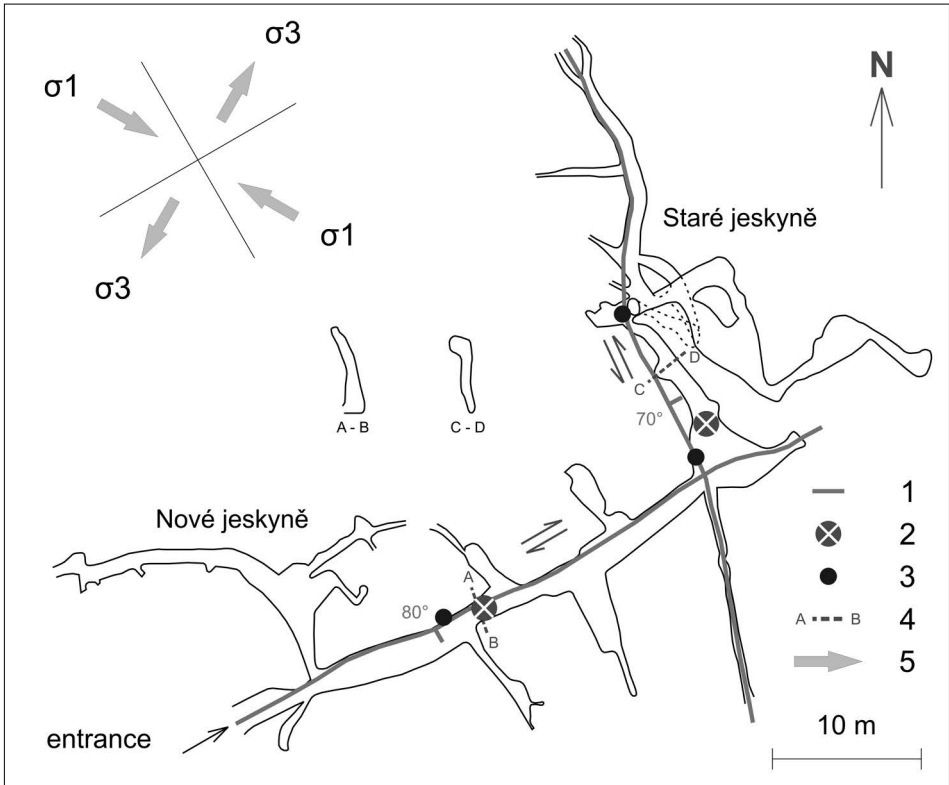 σ3
σ1
N
σ1
σ3
Staré jeskyně
D
C
A - B
C - D
70°
1
Nové jeskyně
2
A
3
80°
B
A B 4
5
10 m
entrance